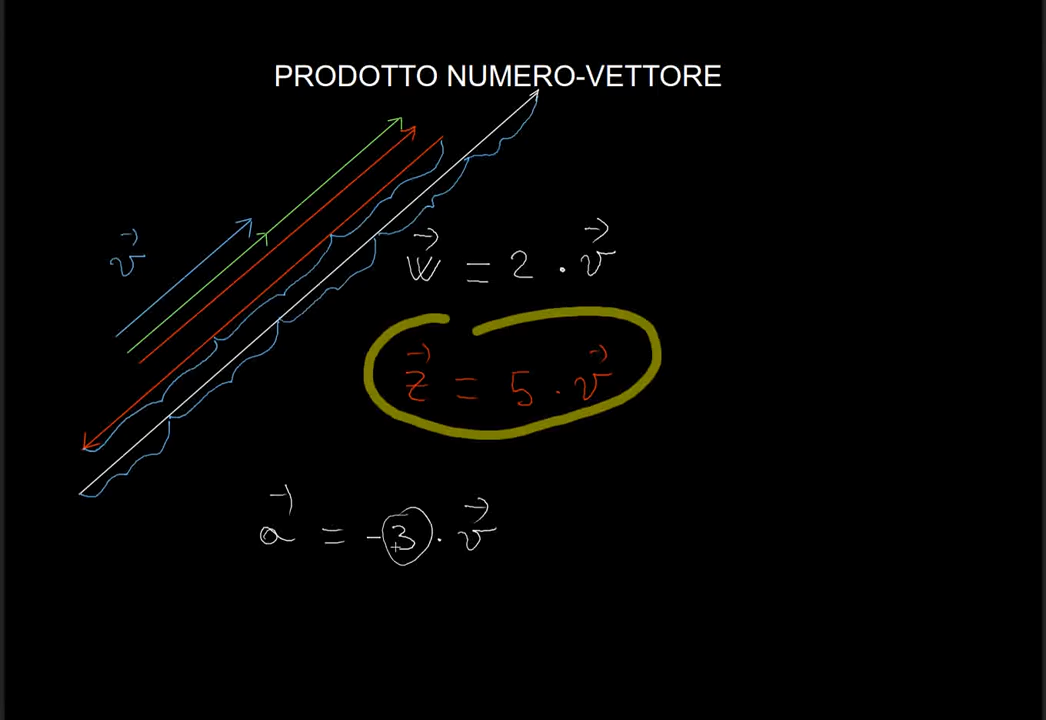 PRODOTTO NUMERO-VETTORE
v⃗
w⃗ = 2 · v⃗
z⃗ = 5 · v⃗
a⃗ = -3 · v⃗